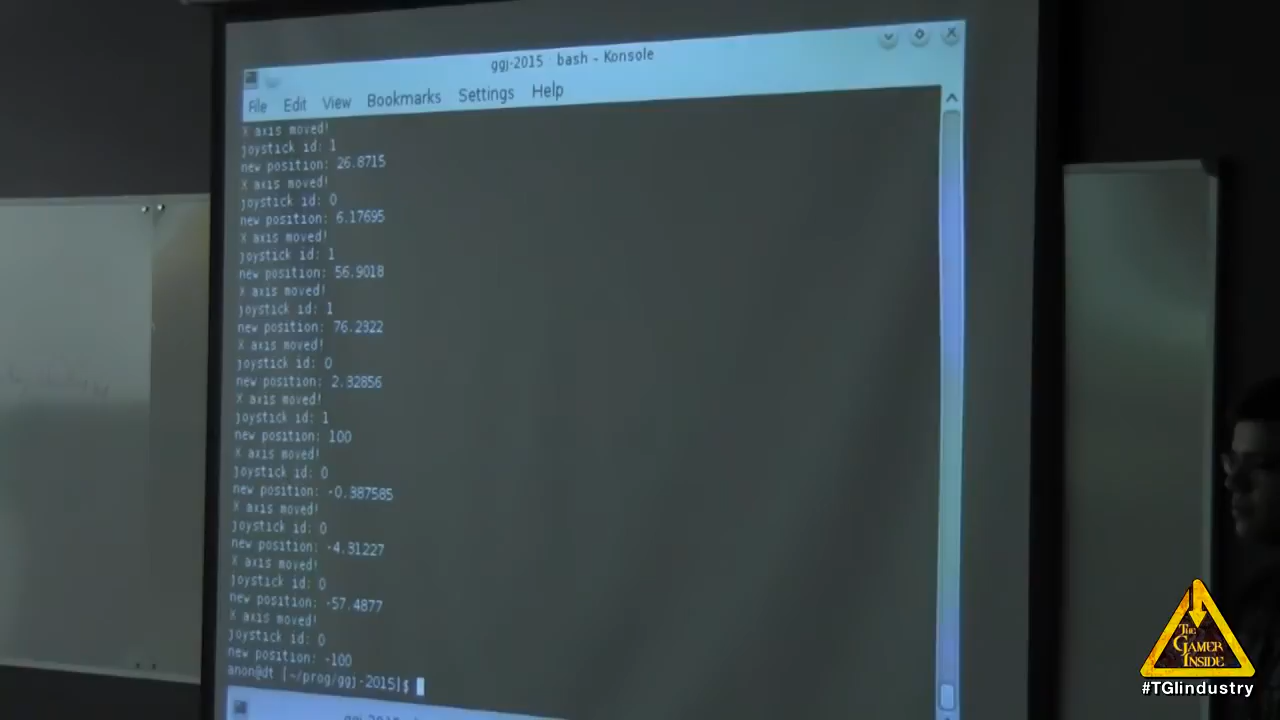 ggj-2015 : bash - Konsole
File Edit View Bookmarks Settings Help
X axis moved!
joystick id: 1
new position: 26.8715
X axis moved!
joystick id: 0
new position: 6.17695
X axis moved!
joystick id: 1
new position: 56.9018
X axis moved!
joystick id: 1
new position: 76.2322
X axis moved!
joystick id: 0
new position: 2.32856
X axis moved!
joystick id: 1
new position: 100
X axis moved!
joystick id: 0
new position: -0.387585
X axis moved!
joystick id: 0
new position: -4.31227
X axis moved!
joystick id: 0
new position: -57.4877
X axis moved!
joystick id: 0
new position: -100
anon@dt [~/prog/ggj-2015]$
THE
GAMER
INSIDE
#TGIindustry